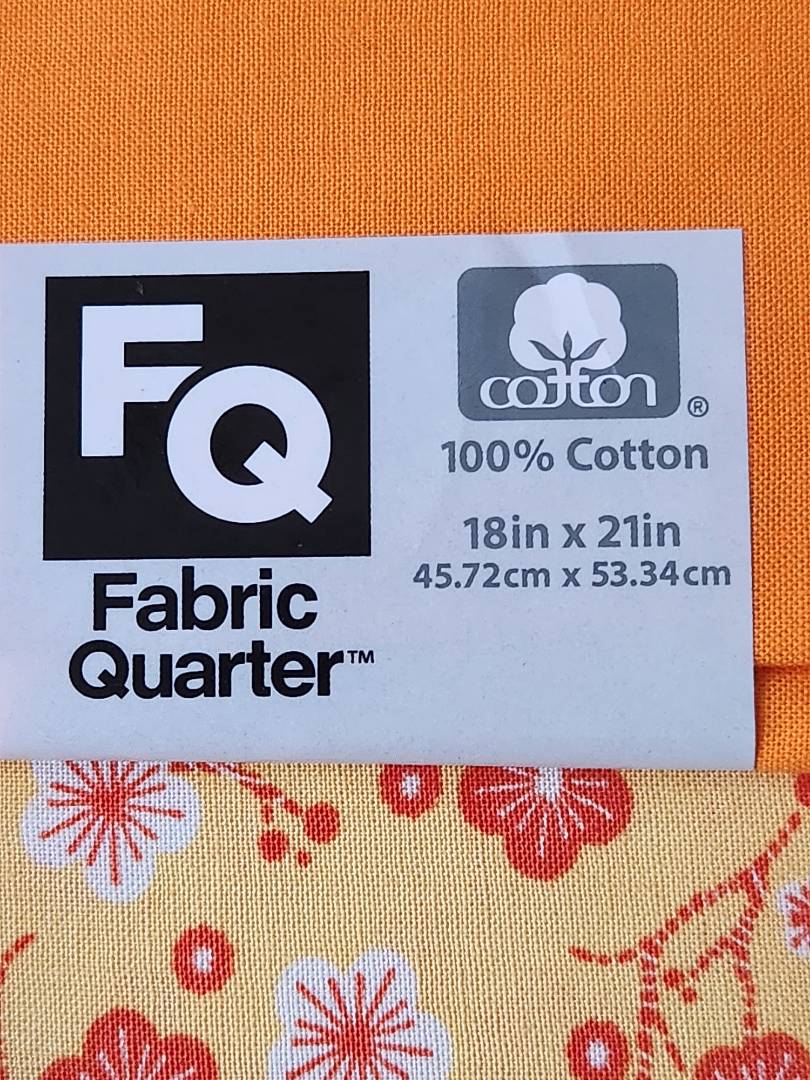 FQ
Fabric
Quarter™
cotton®
100% Cotton
18in x 21in
45.72cm x 53.34cm